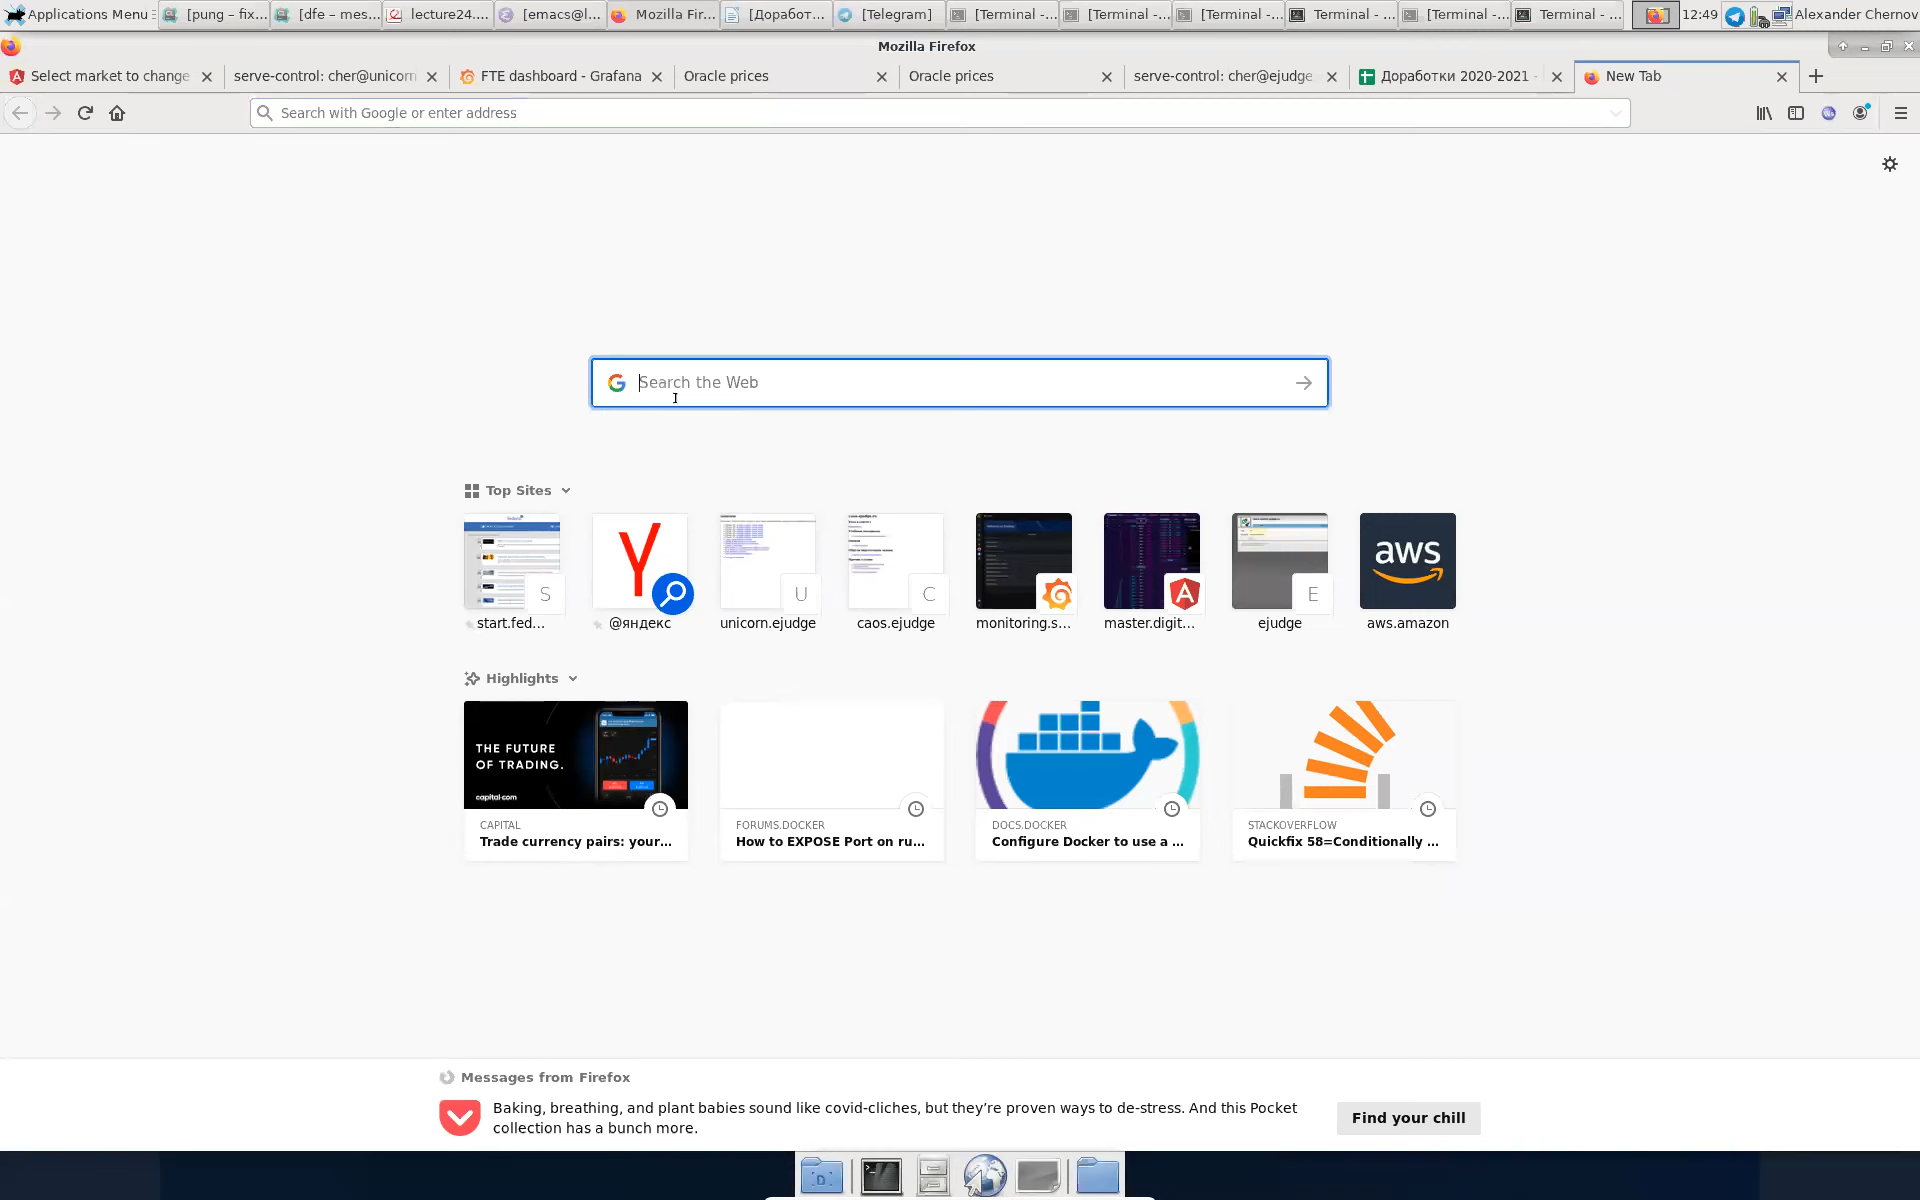 Applications Menu [pung – fix... [dfe – mes... lecture24.... [emacs@l... Mozilla Fir... [Доработ... [Telegram] [Terminal -... [Terminal -... [Terminal -... Terminal - ... [Terminal -... Terminal - ... 12:49 Alexander Chernov
Mozilla Firefox
Select market to change serve-control: cher@unicorn FTE dashboard - Grafana Oracle prices Oracle prices serve-control: cher@ejudge Доработки 2020-2021 - New Tab
Search with Google or enter address
Search the Web
Top Sites
THE FUTURE
OF TRADING.
capital.com
S Y U C E aws
start.fed... @яндекс unicorn.ejudge caos.ejudge monitoring.s... master.digit... ejudge aws.amazon
Highlights
CAPITAL FORUMS.DOCKER DOCS.DOCKER STACKOVERFLOW
Trade currency pairs: your... How to EXPOSE Port on ru... Configure Docker to use a ... Quickfix 58=Conditionally ...
Messages from Firefox
Baking, breathing, and plant babies sound like covid-cliches, but they’re proven ways to de-stress. And this Pocket
collection has a bunch more.
Find your chill